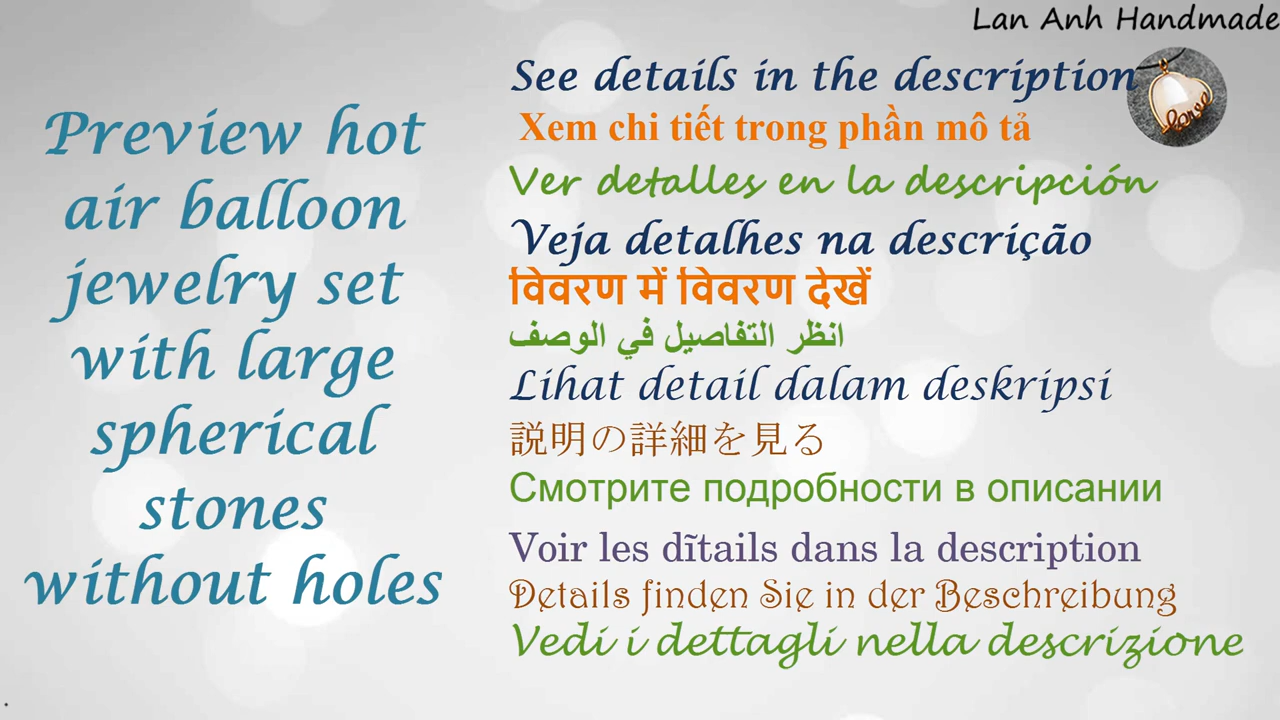 Lan Anh Handmade
Preview hot
air balloon
jewelry set
with large
spherical
stones
without holes
See details in the description
Xem chi tiết trong phần mô tả
Ver detalles en la descripción
Veja detalhes na descrição
विवरण में विवरण देखें
انظر التفاصيل في الوصف
Lihat detail dalam deskripsi
説明の詳細を見る
Смотрите подробности в описании
Voir les dĩtails dans la description
Details finden Sie in der Beschreibung
Vedi i dettagli nella descrizione
love